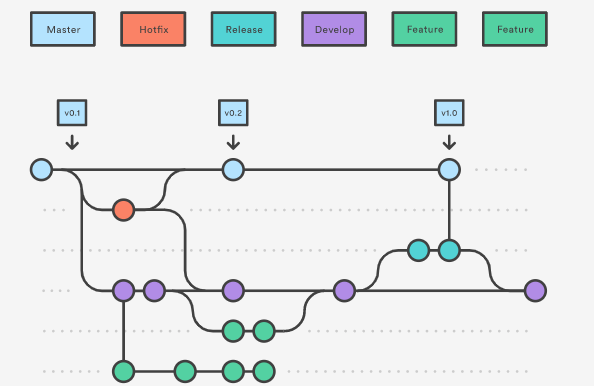 Master
Hotfix
Release
Develop
Feature
Feature
v0.1
v0.2
v1.0